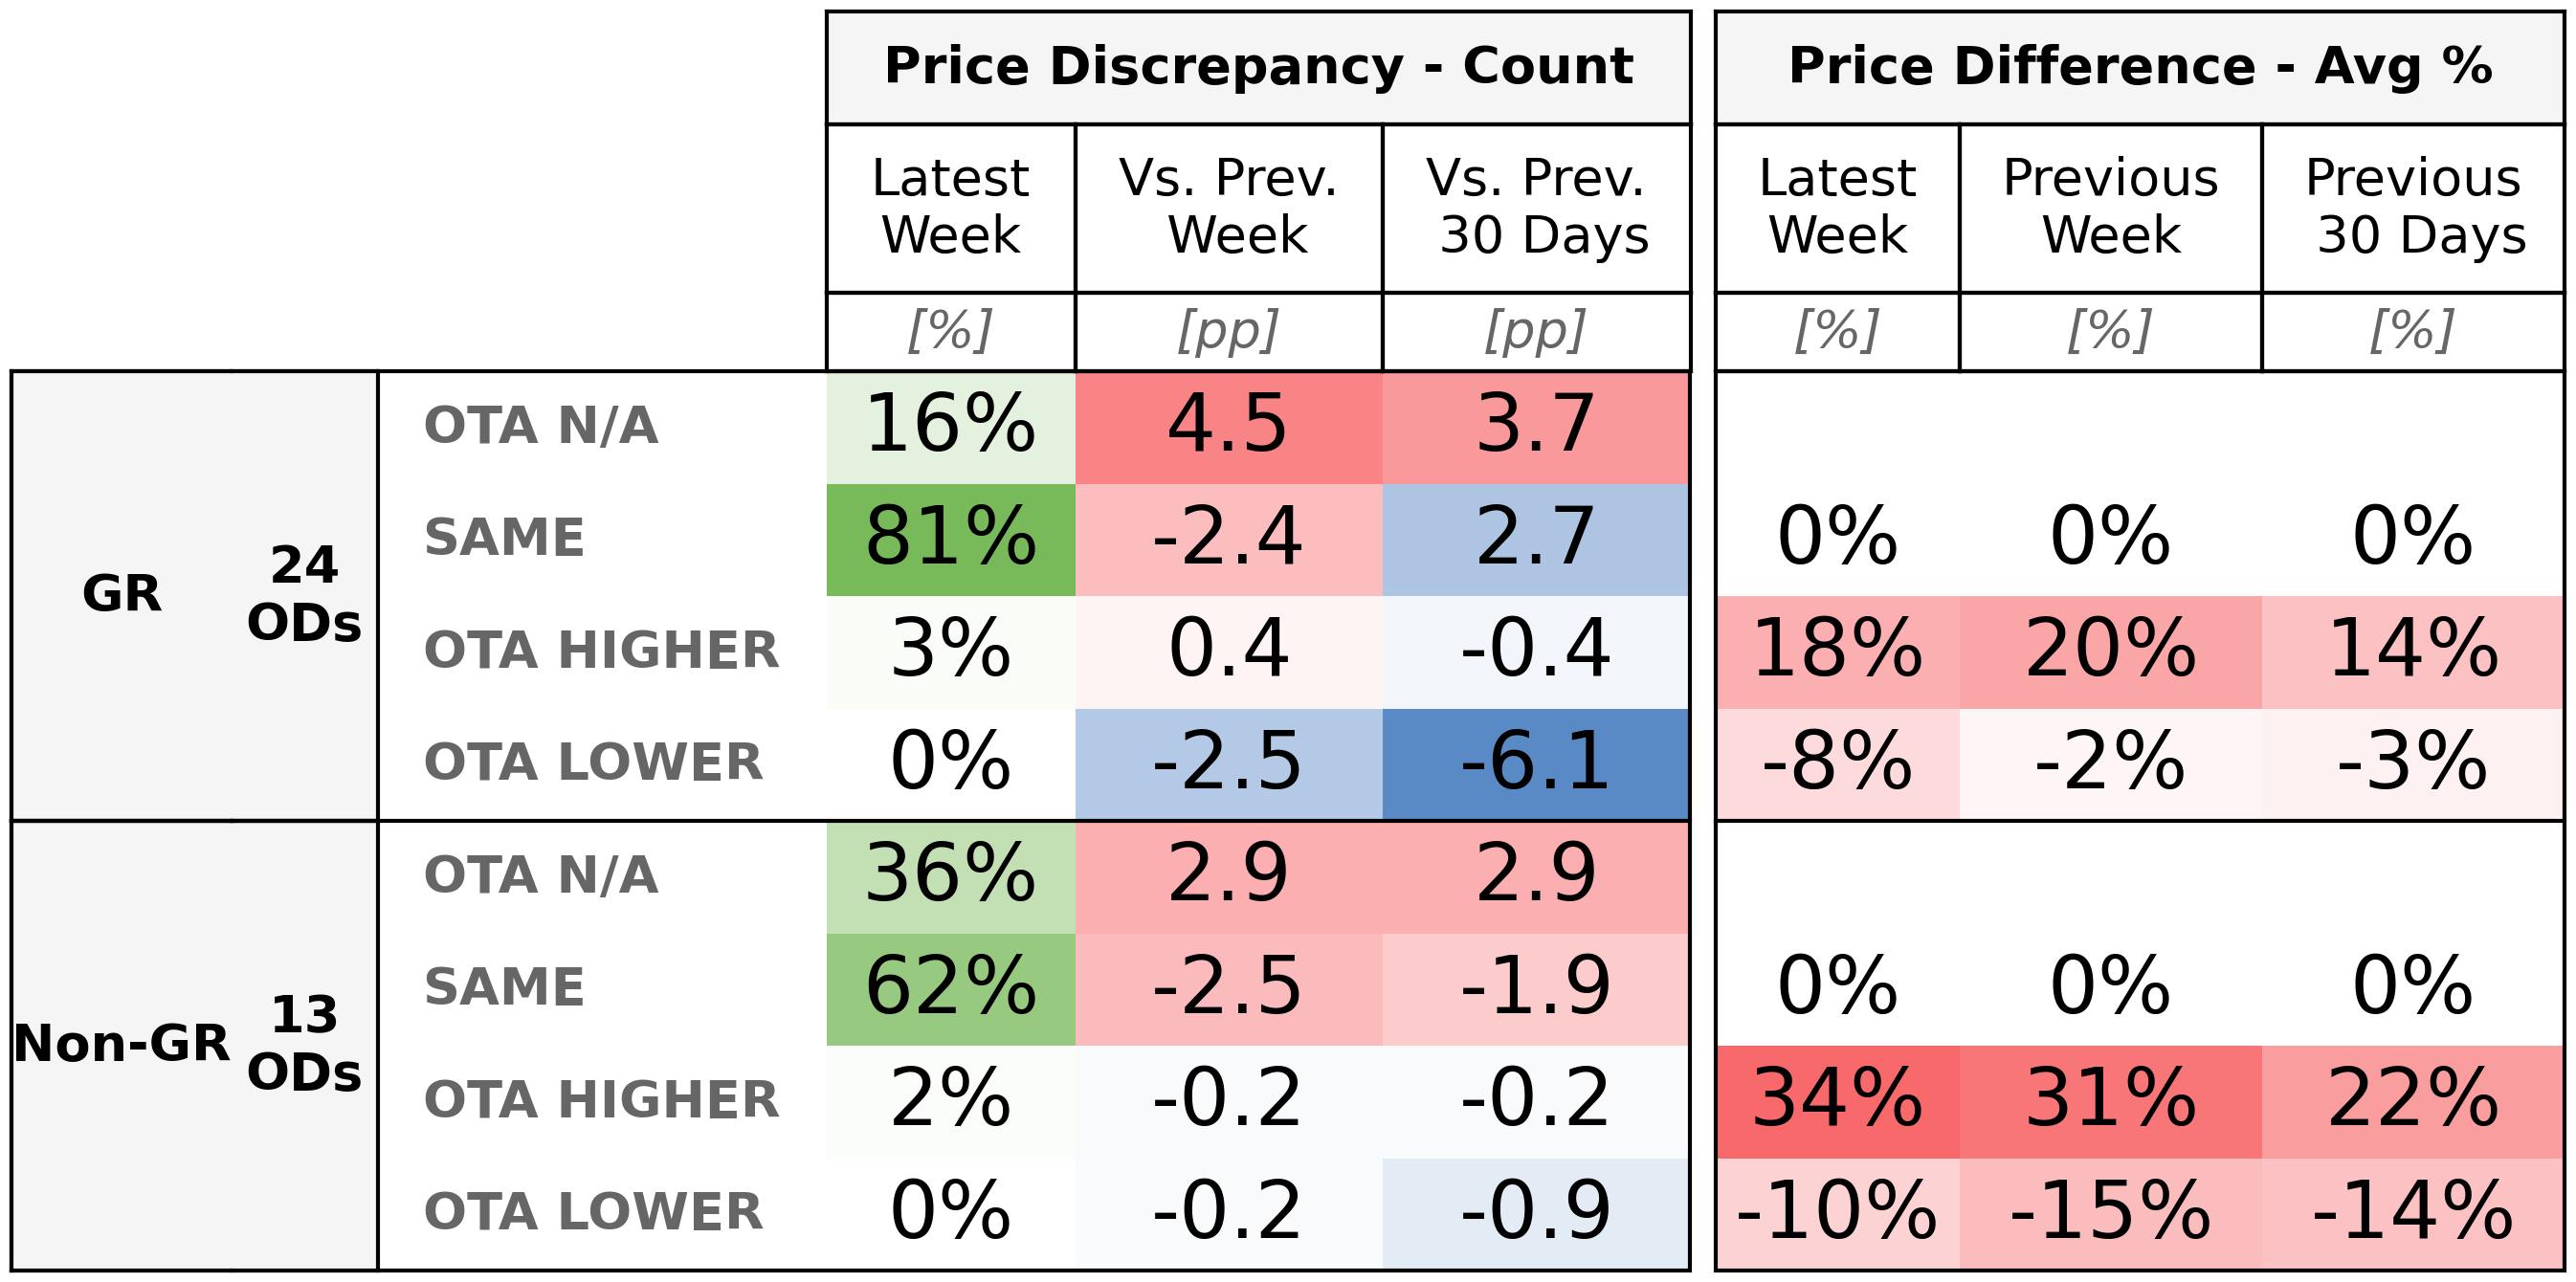 Price Discrepancy - Count Price Difference - Avg %
Latest Week Vs. Prev. Week Vs. Prev. 30 Days Latest Week Previous Week Previous 30 Days
[%] [pp] [pp] [%] [%] [%]
GR 24 ODs
OTA N/A 16% 4.5 3.7
SAME 81% -2.4 2.7 0% 0% 0%
OTA HIGHER 3% 0.4 -0.4 18% 20% 14%
OTA LOWER 0% -2.5 -6.1 -8% -2% -3%
Non-GR 13 ODs
OTA N/A 36% 2.9 2.9
SAME 62% -2.5 -1.9 0% 0% 0%
OTA HIGHER 2% -0.2 -0.2 34% 31% 22%
OTA LOWER 0% -0.2 -0.9 -10% -15% -14%